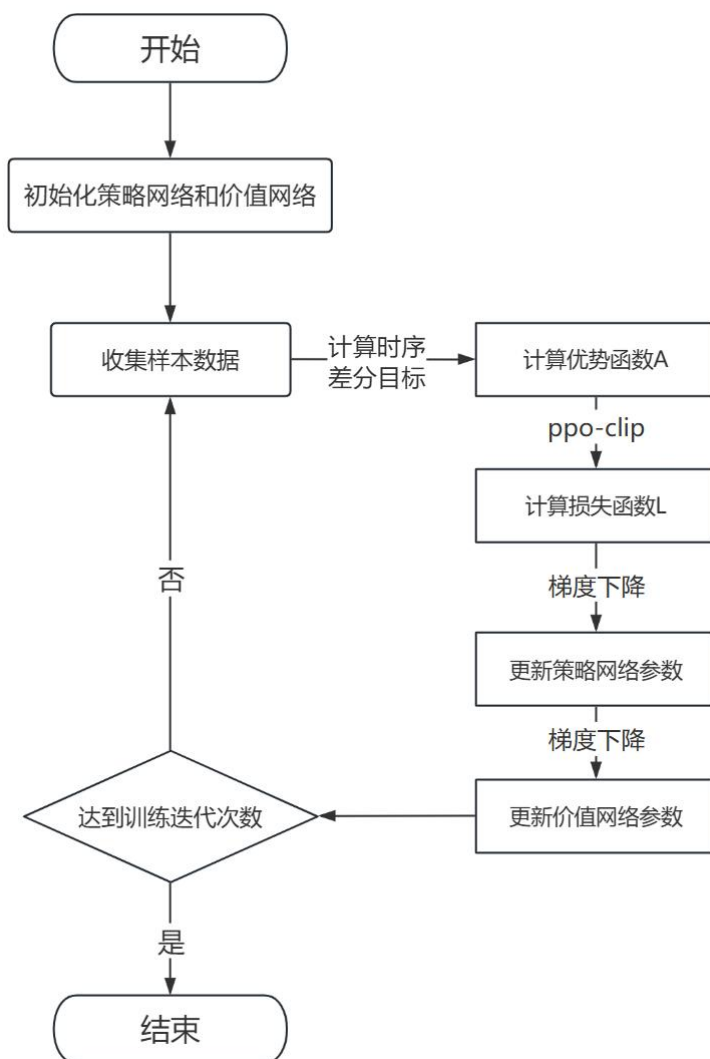 开始
初始化策略网络和价值网络
收集样本数据
计算时序
差分目标
计算优势函数A
ppo-clip
计算损失函数L
梯度下降
更新策略网络参数
梯度下降
更新价值网络参数
达到训练迭代次数
否
是
结束